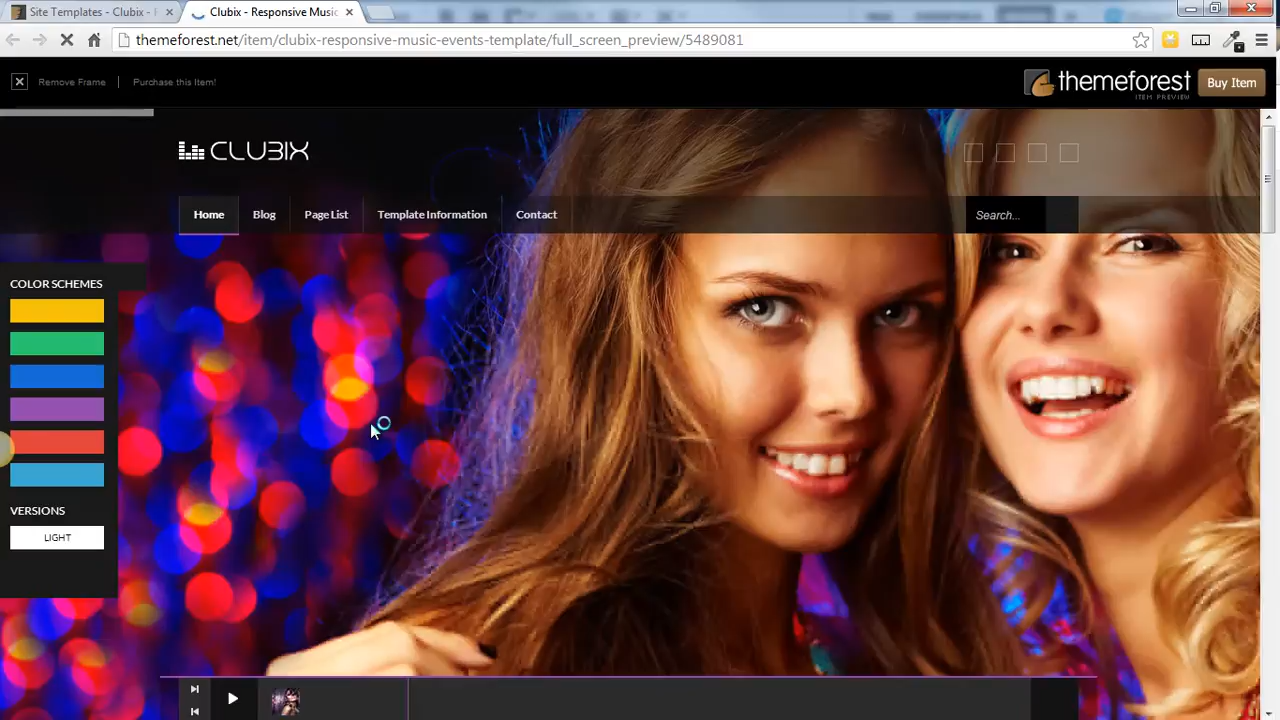 Site Templates - Clubix - R
Clubix - Responsive Music
themeforest.net/item/clubix-responsive-music-events-template/full_screen_preview/5489081
Remove Frame
Purchase this Item!
themeforest
ITEM PREVIEW
Buy Item
CLUBIX
Home
Blog
Page List
Template Information
Contact
Search...
COLOR SCHEMES
VERSIONS
LIGHT